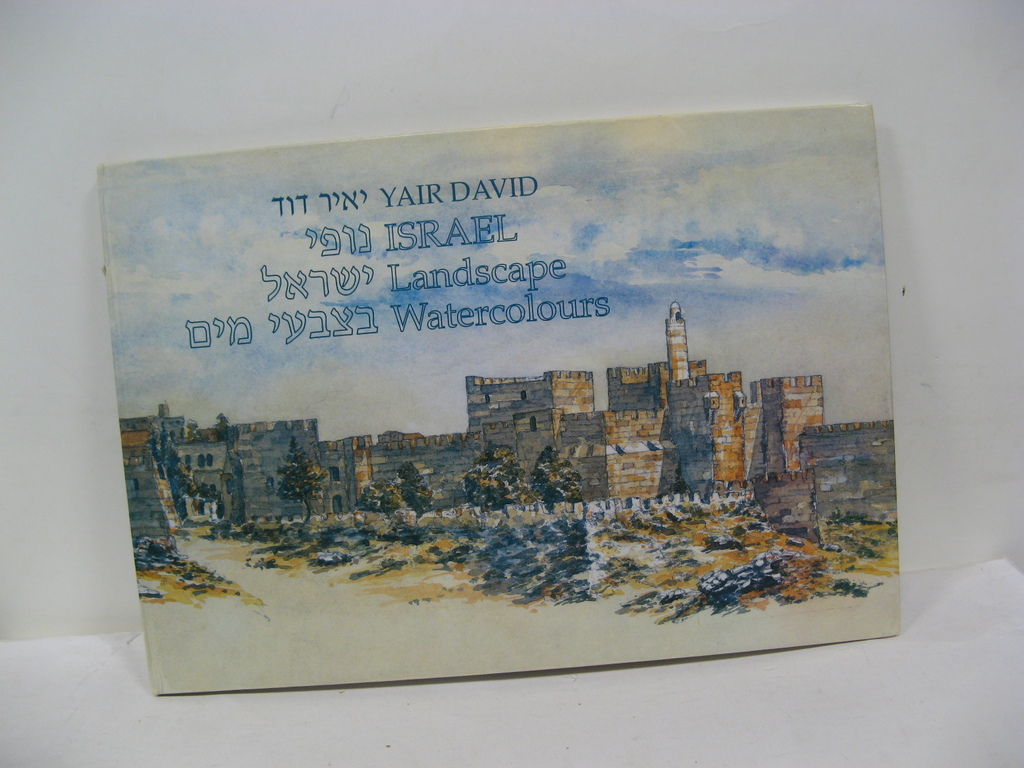 יאיר דוד YAIR DAVID
נופי ISRAEL
ישראל Landscape
בצבעי מים Watercolours